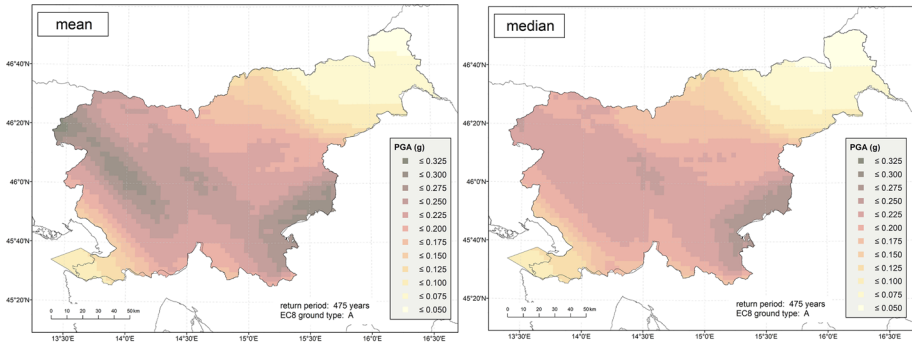 mean
46°40'N
46°20'N
46°0'N
45°40'N
45°20'N
PGA (g)
≤ 0.325
≤ 0.300
≤ 0.275
≤ 0.250
≤ 0.225
≤ 0.200
≤ 0.175
≤ 0.150
≤ 0.125
≤ 0.100
≤ 0.075
≤ 0.050
return period: 475 years
EC8 ground type: A
0 10 20 30 40 50km
13°30'E 14°0'E 14°30'E 15°0'E 15°30'E 16°0'E 16°30'E
median
46°40'N
46°20'N
46°0'N
45°40'N
45°20'N
PGA (g)
≤ 0.325
≤ 0.300
≤ 0.275
≤ 0.250
≤ 0.225
≤ 0.200
≤ 0.175
≤ 0.150
≤ 0.125
≤ 0.100
≤ 0.075
≤ 0.050
return period: 475 years
EC8 ground type: A
0 10 20 30 40 50km
13°30'E 14°0'E 14°30'E 15°0'E 15°30'E 16°0'E 16°30'E